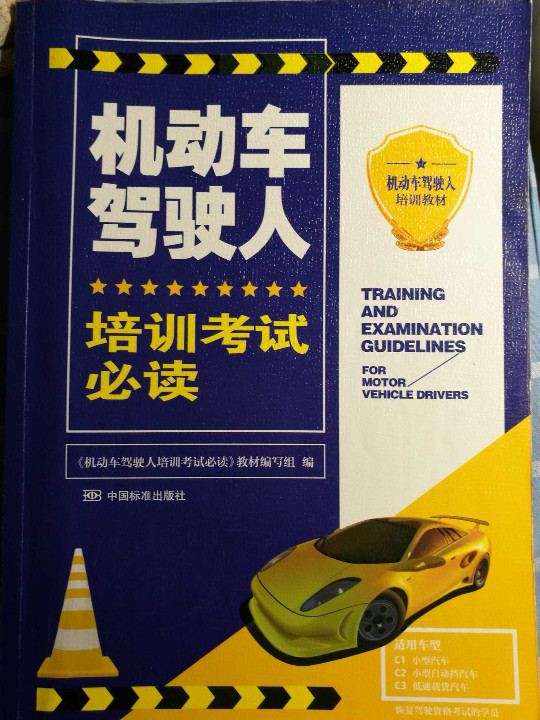 机动车
驾驶人
培训考试
必读
机动车驾驶人
培训教材
TRAINING
AND
EXAMINATION
GUIDELINES
FOR
MOTOR
VEHICLE DRIVERS
《机动车驾驶人培训考试必读》教材编写组 编
中国标准出版社
适用车型
C1 小型汽车
C2 小型自动挡汽车
C3 低速载货汽车
恢复驾驶资格考试的学员